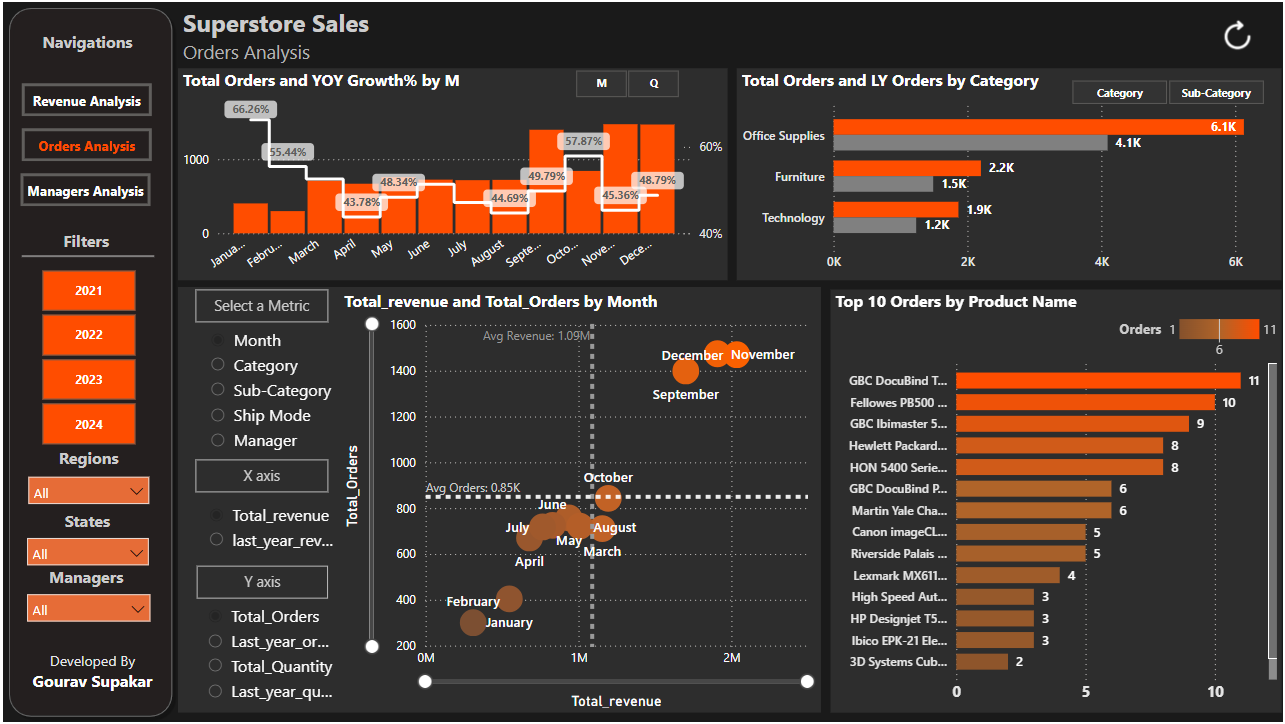 Navigations
Revenue Analysis
Orders Analysis
Managers Analysis
Filters
2021
2022
2023
2024
Regions
All
States
All
Managers
All
Developed By
Gourav Supakar
Superstore Sales
Orders Analysis
Total Orders and YOY Growth% by M
M
Q
66.26%
55.44%
43.78%
48.34%
44.69%
49.79%
57.87%
45.36%
48.79%
1000
0
60%
40%
Janua...
Febru...
March
April
May
June
July
August
Septe...
Octo...
Nove...
Dece...
Total Orders and LY Orders by Category
Category
Sub-Category
Office Supplies
6.1K
4.1K
Furniture
2.2K
1.5K
Technology
1.9K
1.2K
0K
2K
4K
6K
Select a Metric
Month
Category
Sub-Category
Ship Mode
Manager
X axis
Total_revenue
last_year_rev...
Y axis
Total_Orders
Last_year_or...
Total_Quantity
Last_year_qu...
Total_revenue and Total_Orders by Month
Total_Orders
1600
1400
1200
1000
800
600
400
200
Avg Revenue: 1.09M
Avg Orders: 0.85K
December
November
September
October
June
July
August
May
March
April
February
January
0M
1M
2M
Total_revenue
Top 10 Orders by Product Name
Orders
1
11
6
GBC DocuBind T...
11
Fellowes PB500 ...
10
GBC Ibimaster 5...
9
Hewlett Packard...
8
HON 5400 Serie...
8
GBC DocuBind P...
6
Martin Yale Cha...
6
Canon imageCL...
5
Riverside Palais ...
5
Lexmark MX611...
4
High Speed Aut...
3
HP Designjet T5...
3
Ibico EPK-21 Ele...
3
3D Systems Cub...
2
0
5
10